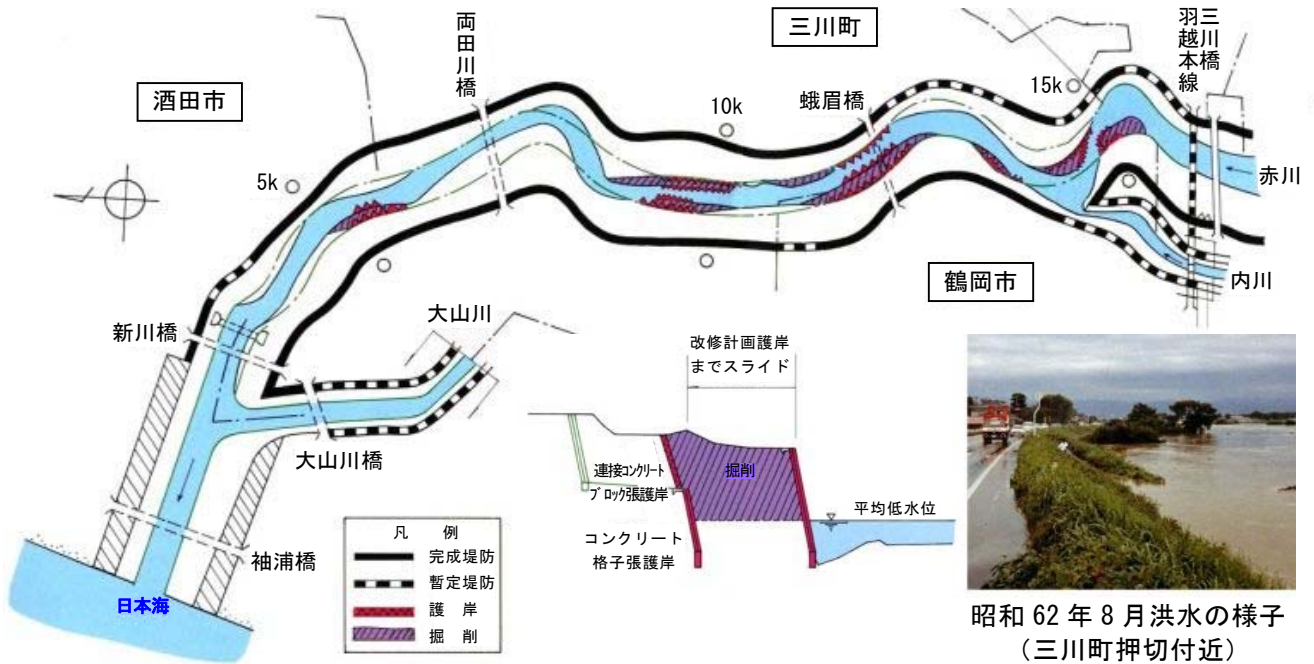 両田川橋
三川町
三川橋
羽越本線
酒田市
10k
蛾眉橋
15k
5k
赤川
内川
鶴岡市
新川橋
大山川
大山川橋
袖浦橋
日本海
改修計画護岸
までスライド
連接コンクリート
ブロック張護岸
掘削
平均低水位
コンクリート
格子張護岸
凡 例
完成堤防
暫定堤防
護 岸
掘 削
昭和 62 年 8 月洪水の様子
(三川町押切付近)